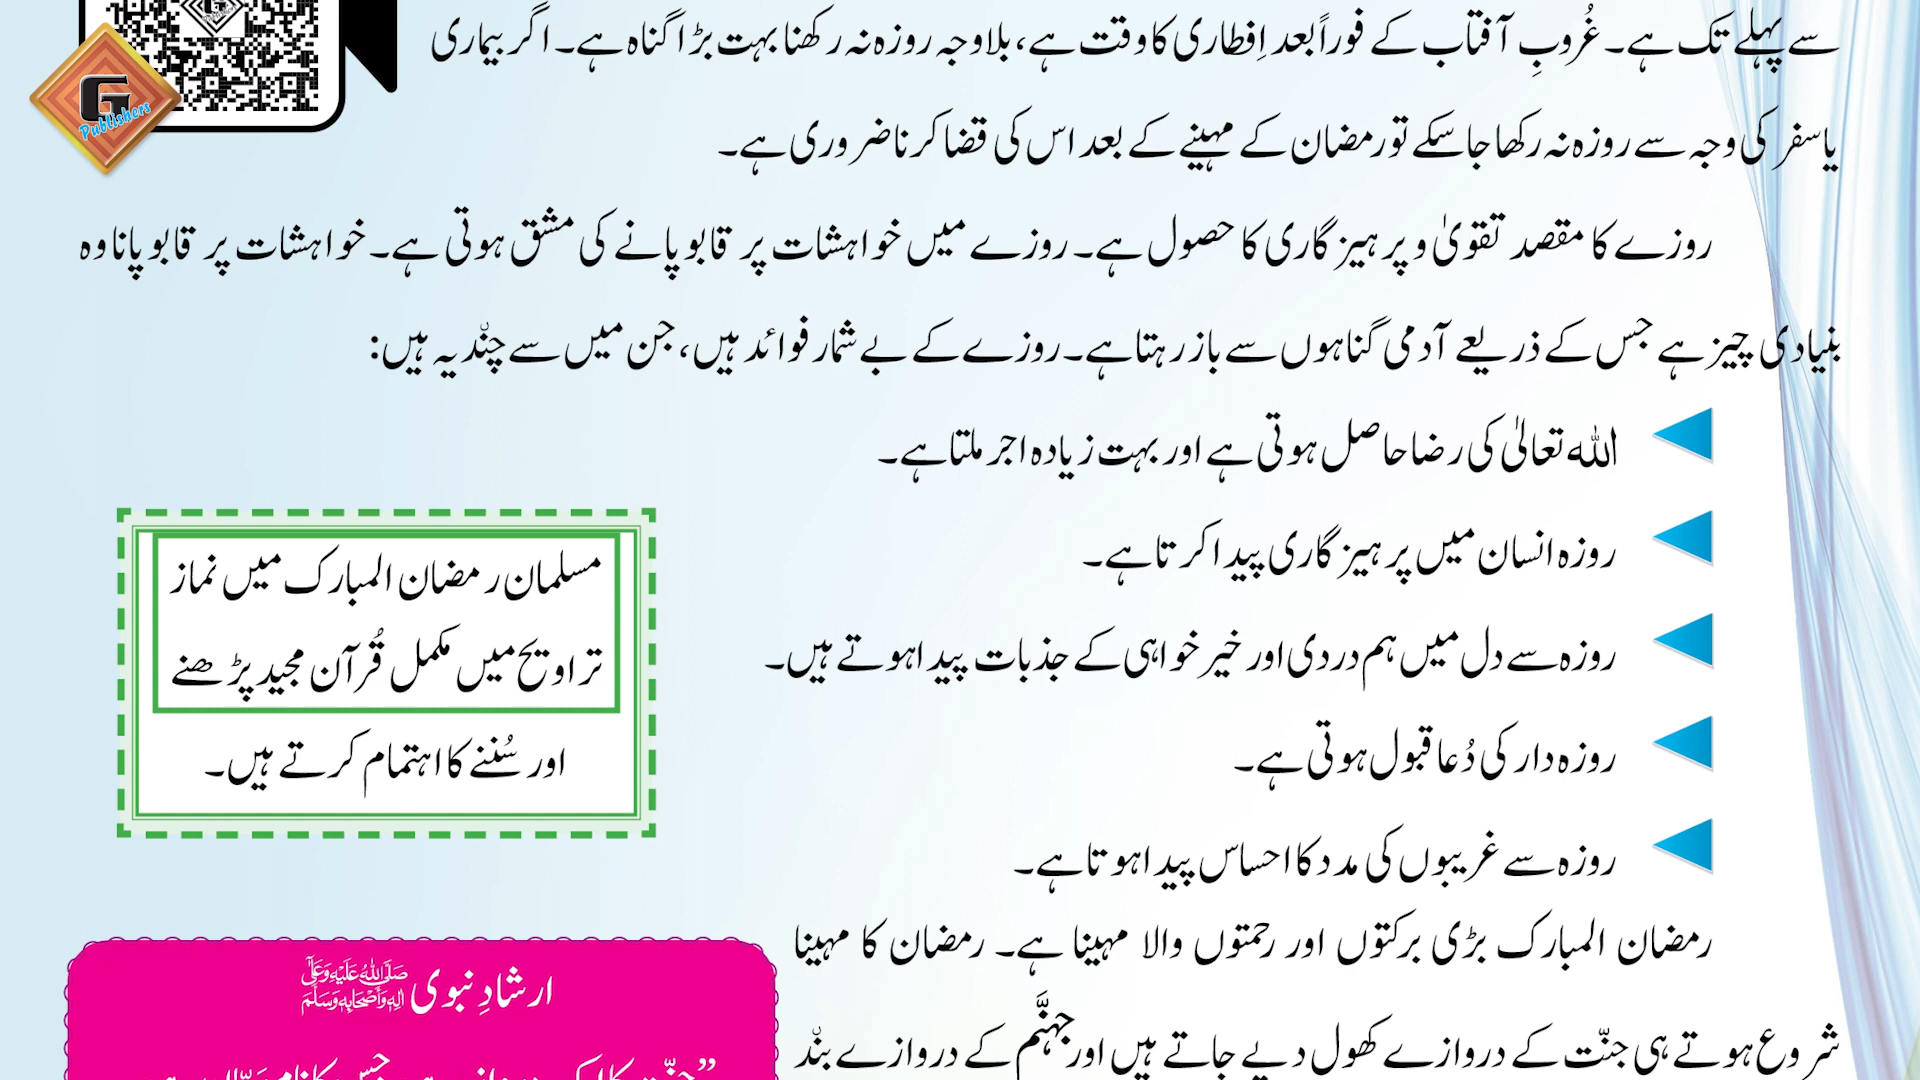 سے پہلے تک ہے۔ غُروبِ آفتاب کے فوراً بعد اِفطاری کا وقت ہے، بلاوجہ روزہ نہ رکھنا بہت بڑا گناہ ہے۔ اگر بیماری
یا سفر کی وجہ سے روزہ نہ رکھا جا سکے تو رمضان کے مہینے کے بعد اس کی قضا کرنا ضروری ہے۔
روزے کا مقصد تقویٰ و پرہیز گاری کا حصول ہے۔ روزے میں خواہشات پر قابو پانے کی مشق ہوتی ہے۔ خواہشات پر قابو پانا وہ
بنیادی چیز ہے جس کے ذریعے آدمی گناہوں سے باز رہتا ہے۔ روزے کے بے شمار فوائد ہیں، جن میں سے چند یہ ہیں:
اللہ تعالیٰ کی رضا حاصل ہوتی ہے اور بہت زیادہ اجر ملتا ہے۔
روزہ انسان میں پرہیز گاری پیدا کرتا ہے۔
روزہ سے دل میں ہم دردی اور خیر خواہی کے جذبات پیدا ہوتے ہیں۔
روزہ دار کی دُعا قبول ہوتی ہے۔
روزہ سے غریبوں کی مدد کا احساس پیدا ہوتا ہے۔
مسلمان رمضان المبارک میں نماز
تراویح میں مکمل قُرآن مجید پڑھنے
اور سُننے کا اہتمام کرتے ہیں۔
رمضان المبارک بڑی برکتوں اور رحمتوں والا مہینا ہے۔ رمضان کا مہینا
شروع ہوتے ہی جنّت کے دروازے کھول دیے جاتے ہیں اور جہنَّم کے دروازے بند
ارشادِ نبوی صَلَّی اللہُ عَلَیْہِ وَعَلٰٓی اٰلِہٖ وَاَصْحَابِہٖ وَسَلَّمَ
G Publishers